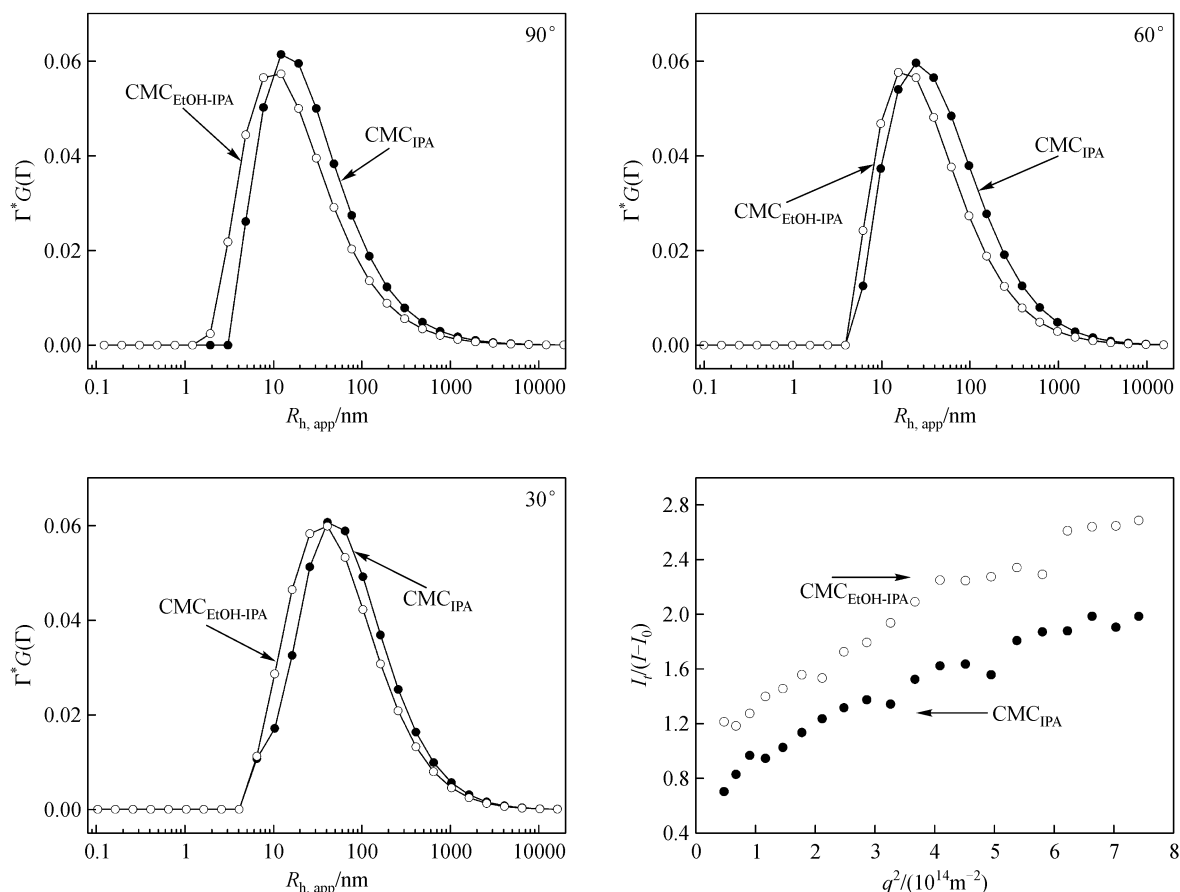 90°
0.06
0.04
0.02
0.00
Γ*G(Γ)
CMC_EtOH-IPA
CMC_IPA
0.1 1 10 100 1000 10000
R_h, app/nm
60°
0.06
0.04
0.02
0.00
Γ*G(Γ)
CMC_EtOH-IPA
CMC_IPA
0.1 1 10 100 1000 10000
R_h, app/nm
30°
0.06
0.04
0.02
0.00
Γ*G(Γ)
CMC_EtOH-IPA
CMC_IPA
0.1 1 10 100 1000 10000
R_h, app/nm
2.8
2.4
2.0
1.6
1.2
0.8
0.4
I_r/(I−I_0)
CMC_EtOH-IPA
CMC_IPA
0 1 2 3 4 5 6 7 8
q²/(10¹⁴m⁻²)